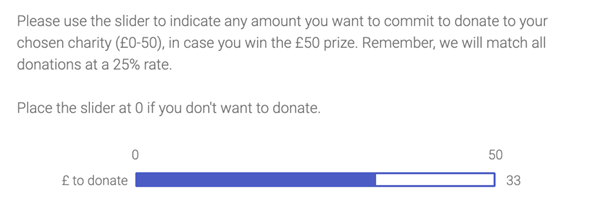 Please use the slider to indicate any amount you want to commit to donate to your
chosen charity (£0-50), in case you win the £50 prize. Remember, we will match all
donations at a 25% rate.
Place the slider at 0 if you don't want to donate.
0 50
£ to donate 33